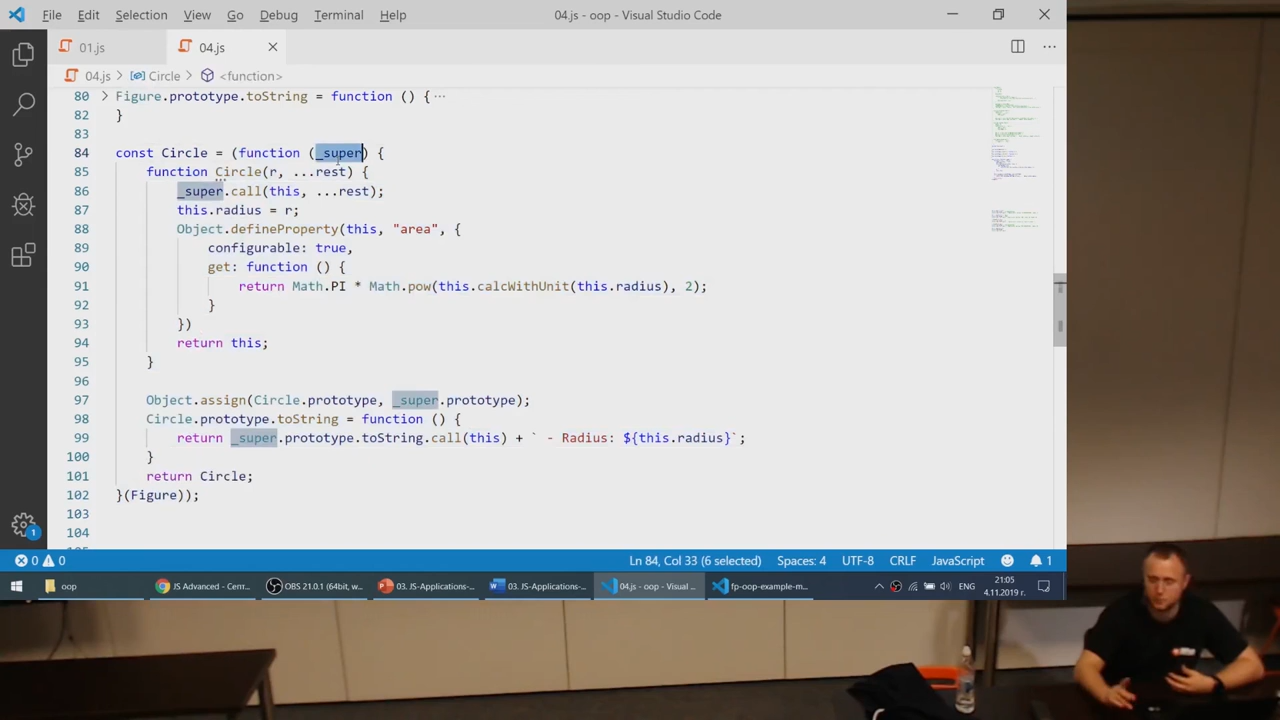 File Edit Selection View Go Debug Terminal Help 04.js - oop - Visual Studio Code
01.js 04.js
04.js > Circle > <function>
80 Figure.prototype.toString = function () {···
82 }
83
84 const Circle = (function (_super) {
85 function Circle(r, ...rest) {
86 _super.call(this, ...rest);
87 this.radius = r;
88 Object.defineProperty(this, "area", {
89 configurable: true,
90 get: function () {
91 return Math.PI * Math.pow(this.calcWithUnit(this.radius), 2);
92 }
93 })
94 return this;
95 }
96
97 Object.assign(Circle.prototype, _super.prototype);
98 Circle.prototype.toString = function () {
99 return _super.prototype.toString.call(this) + ` - Radius: ${this.radius}`;
100 }
101 return Circle;
102 }(Figure));
103
104
1
0 0 Ln 84, Col 33 (6 selected) Spaces: 4 UTF-8 CRLF JavaScript 1
oop JS Advanced - Cerm... OBS 21.0.1 (64bit, w... 03. JS-Applications-... 03. JS-Applications-... 04.js - oop - Visual ... fp-oop-example-m... ENG 21:05
4.11.2019 г.